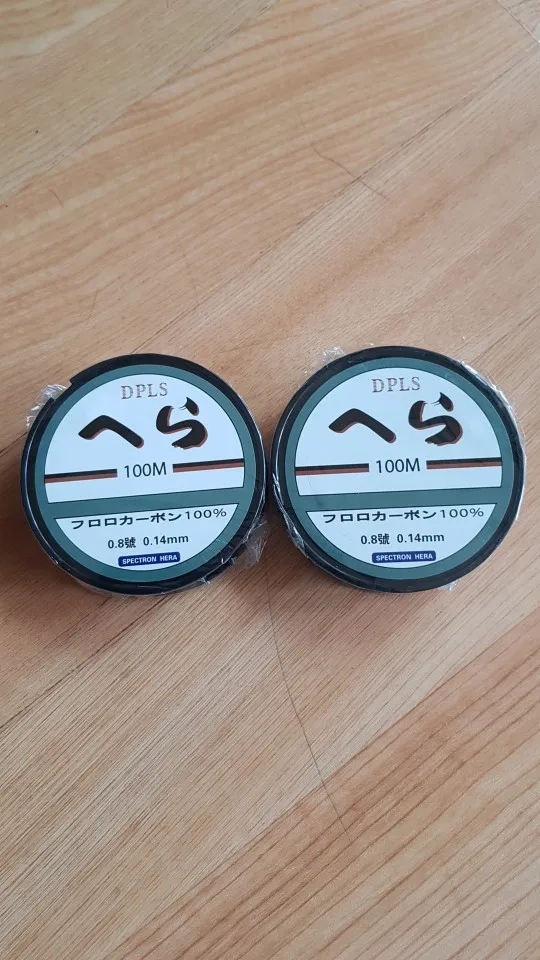 DPLS
へら
100M
フロロカーボン100%
0.8號 0.14mm
SPECTRON HERA
DPLS
へら
100M
フロロカーボン100%
0.8號 0.14mm
SPECTRON HERA